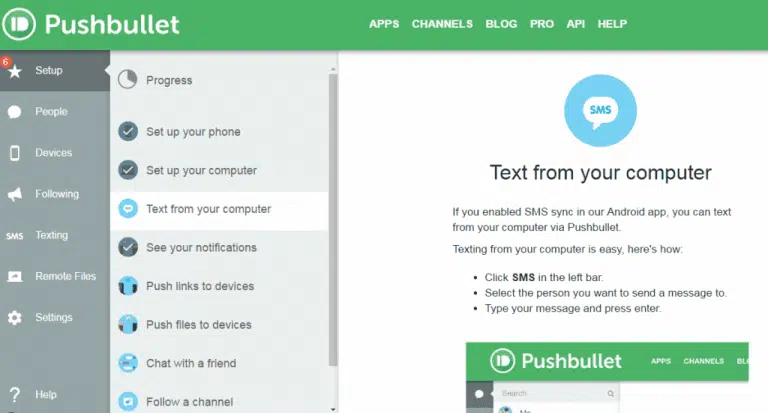 Pushbullet
APPS CHANNELS BLOG PRO API HELP
6
Setup
People
Devices
Following
SMS Texting
Remote Files
Settings
Help
Progress
Set up your phone
Set up your computer
Text from your computer
See your notifications
Push links to devices
Push files to devices
Chat with a friend
Follow a channel
SMS
Text from your computer
If you enabled SMS sync in our Android app, you can text
from your computer via Pushbullet.
Texting from your computer is easy, here's how:
Click SMS in the left bar.
Select the person you want to send a message to.
Type your message and press enter.
Pushbullet
APPS CHANNELS
Search